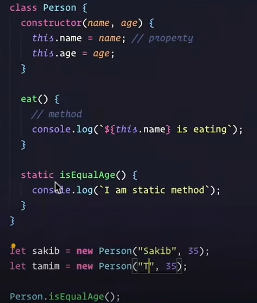 class Person {
  constructor(name, age) {
    this.name = name; // property
    this.age = age;
  }

  eat() {
    // method
    console.log(`${this.name} is eating`);
  }

  static isEqualAge() {
    console.log(`I am static method`);
  }
}

let sakib = new Person("Sakib", 35);
let tamim = new Person("T", 35);

Person.isEqualAge();